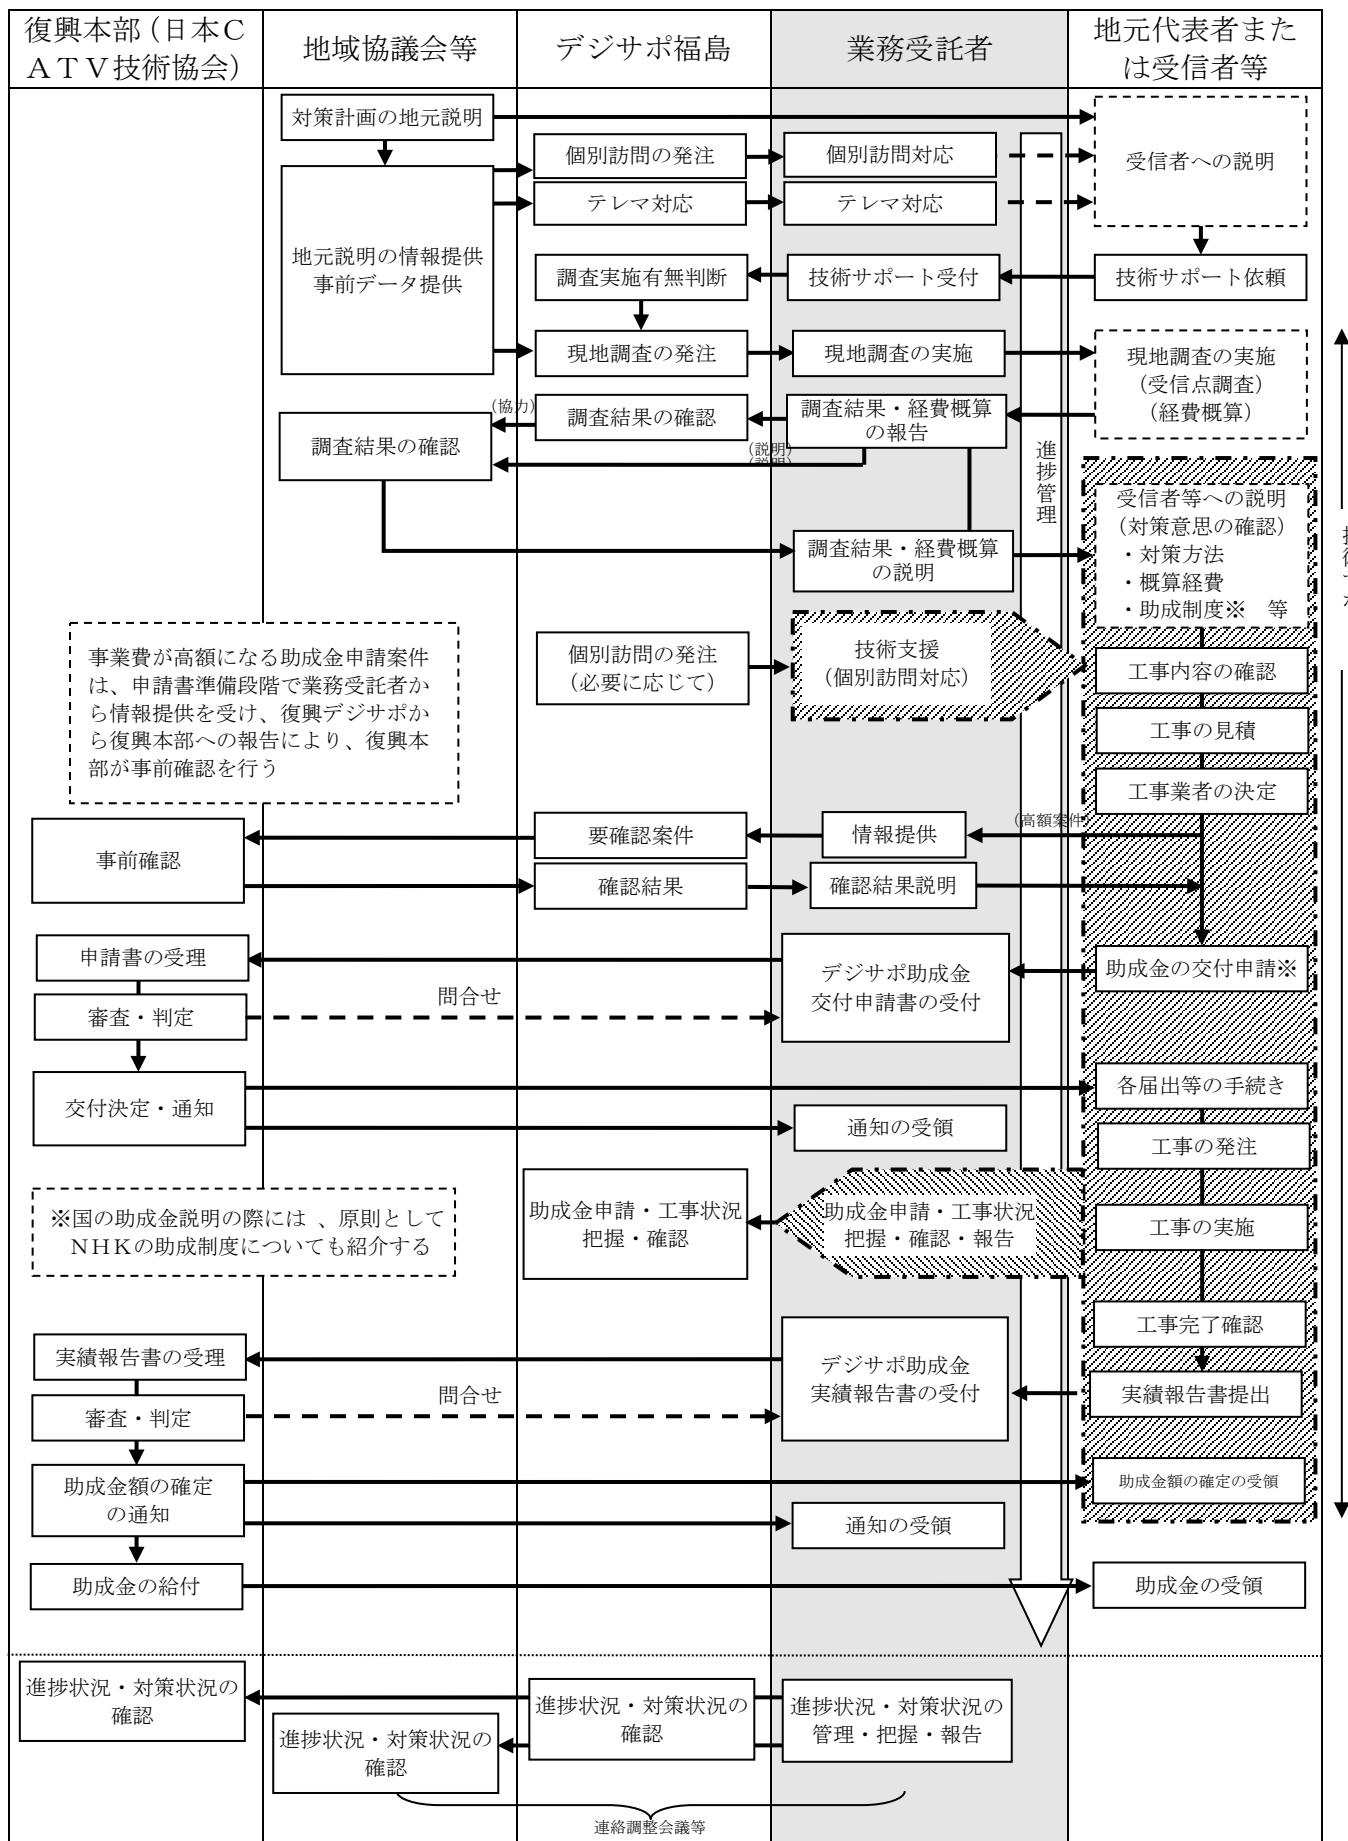 復興本部（日本C
ATV技術協会）
地域協議会等
デジサポ福島
業務受託者
地元代表者また
は受信者等
対策計画の地元説明
個別訪問の発注
個別訪問対応
受信者への説明
テレマ対応
テレマ対応
地元説明の情報提供
事前データ提供
調査実施有無判断
技術サポート受付
技術サポート依頼
現地調査の発注
現地調査の実施
現地調査の実施
（受信点調査）
（経費概算）
（協力）
調査結果の確認
調査結果・経費概算
の報告
調査結果の確認
（説明）
進捗管理
受信者等への説明
（対策意思の確認）
・対策方法
・概算経費
・助成制度※　等
調査結果・経費概算
の説明
事業費が高額になる助成金申請案件
は、申請書準備段階で業務受託者か
ら情報提供を受け、復興デジサポか
ら復興本部への報告により、復興本
部が事前確認を行う
個別訪問の発注
（必要に応じて）
技術支援
（個別訪問対応）
工事内容の確認
工事の見積
工事業者の決定
事前確認
要確認案件
情報提供
（高額案件）
確認結果
確認結果説明
申請書の受理
デジサポ助成金
交付申請書の受付
助成金の交付申請※
審査・判定
問合せ
交付決定・通知
各届出等の手続き
通知の受領
工事の発注
※国の助成金説明の際には 、原則として
NHKの助成制度についても紹介する
助成金申請・工事状況
把握・確認
助成金申請・工事状況
把握・確認・報告
工事の実施
工事完了確認
実績報告書の受理
デジサポ助成金
実績報告書の受付
実績報告書提出
審査・判定
問合せ
助成金額の確定
の通知
助成金額の確定の受領
通知の受領
助成金の給付
助成金の受領
進捗状況・対策状況の
確認
進捗状況・対策状況の
確認
進捗状況・対策状況の
確認
進捗状況・対策状況の
管理・把握・報告
連絡調整会議等